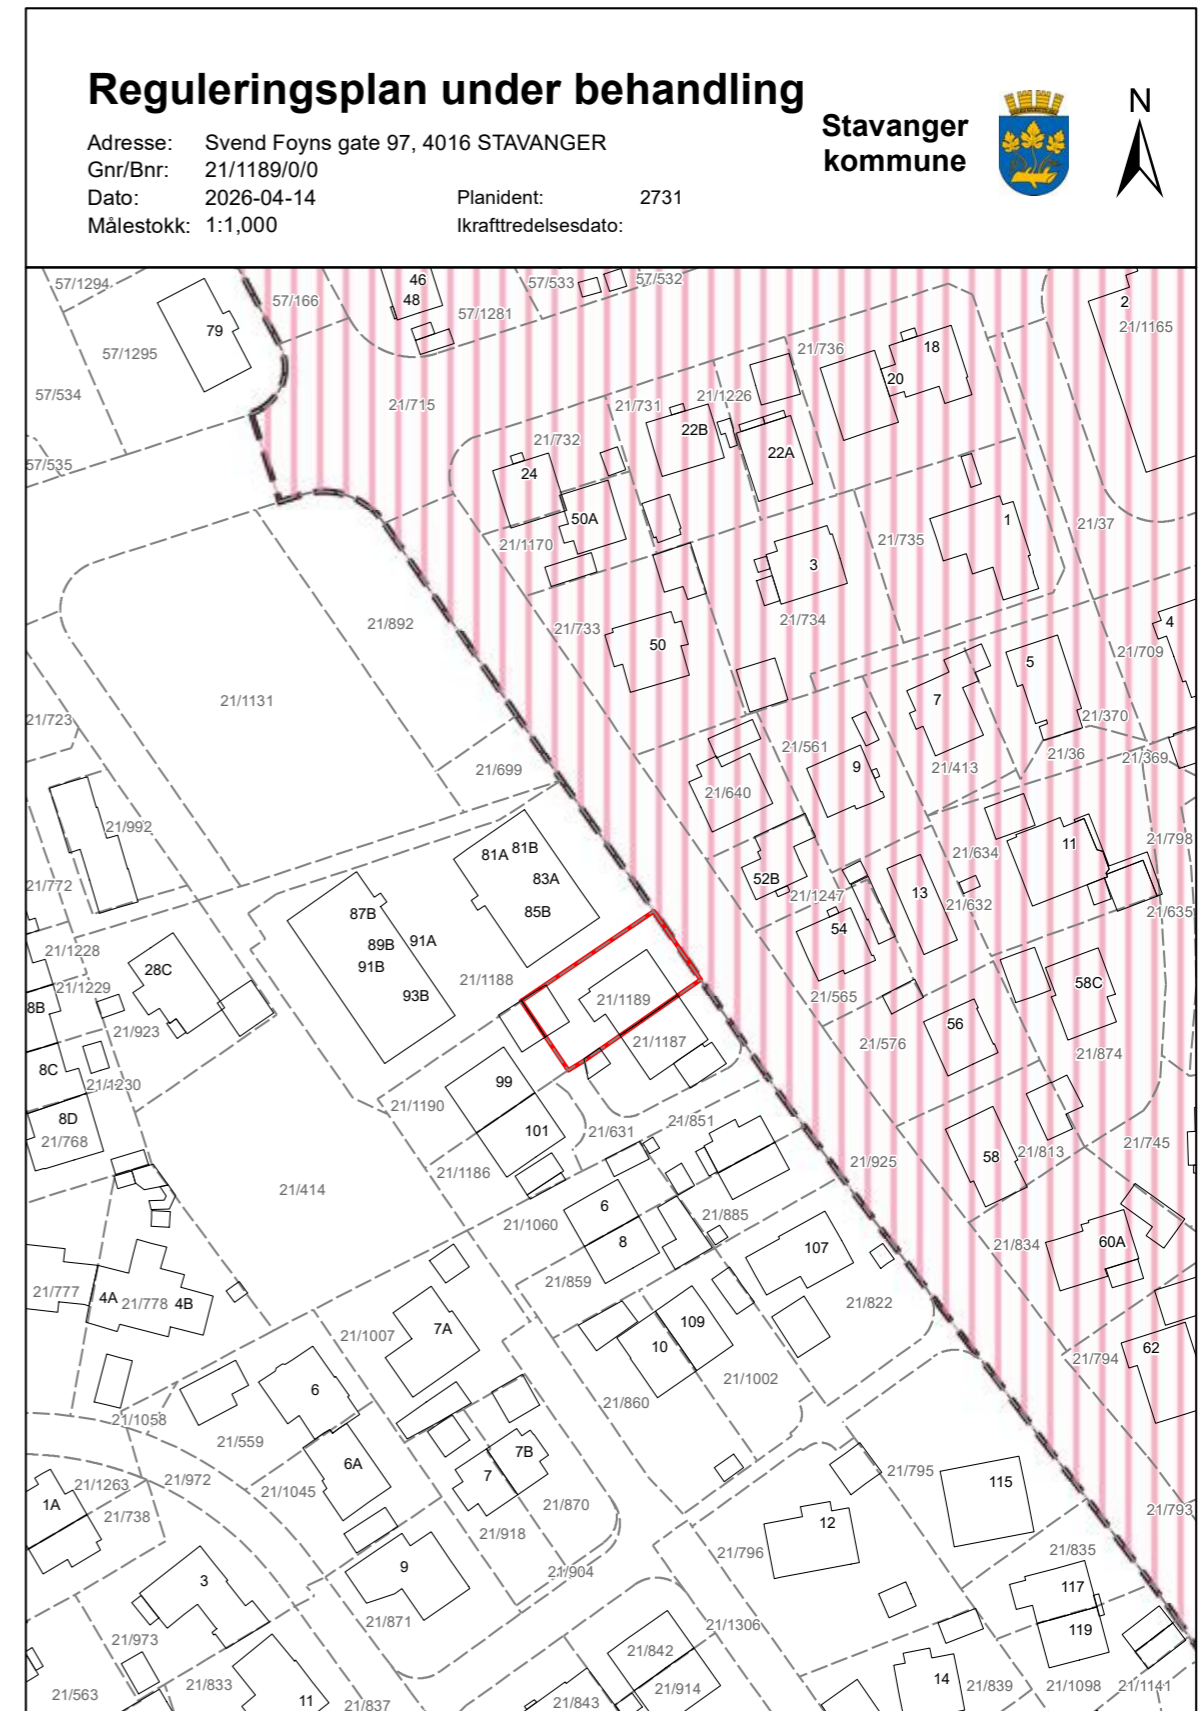 Reguleringsplan under behandling
Stavanger
kommune
N
Adresse: Svend Foyns gate 97, 4016 STAVANGER
Gnr/Bnr: 21/1189/0/0
Dato: 2026-04-14 Planident: 2731
Målestokk: 1:1,000 Ikrafttredelsesdato:
57/1294 57/166 46 57/533 57/532
48 57/1281 2
79 21/1165
57/1295 21/736 18
57/534 20
21/715 21/731 21/1226
22B
21/732 22A
57/535 24
50A 1 21/37
21/1170 21/735
3
21/892 21/733 21/734 4
50 21/709
5
21/1131 7 21/370
21/723
21/561 21/36 21/369
21/699 9 21/413
21/640
21/992 21/798
81A 81B 11
21/634
83A 52B
21/772 21/1247 13 21/632
87B 85B 21/635
89B 91A 54
21/1228 91B
28C 21/1188 58C
21/1229 93B 21/1189 21/565
8B
21/923 56
21/1187 21/576
21/874
8C
21/1230 99
21/1190
8D 101 21/631 21/851
21/768 21/745
58 21/813
21/1186 21/925
21/414
6 21/885
21/1060
8 107 21/834 60A
21/859
21/777 4A 21/778 4B 21/822
109
21/1007 7A
10 62
21/794
21/1002
6 21/860
21/1058
21/559
7B
6A 7 21/795
21/1263 21/972 115
1A 21/1045 21/870 21/793
21/738 12
21/918
21/796 21/835
9 21/904
3 117
21/871 21/1306 119
21/973 21/842
21/563 21/833 14 21/839 21/1098 21/1141
11 21/837 21/843 21/914